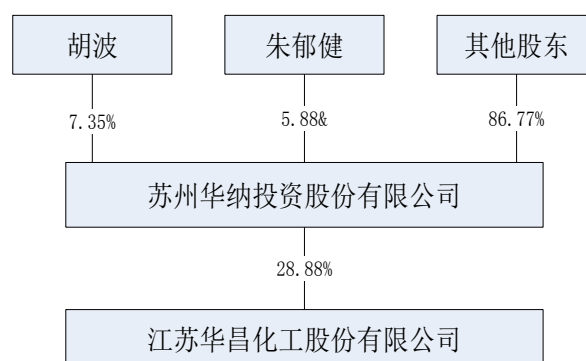 胡波 朱郁健 其他股东
7.35% 5.88& 86.77%
苏州华纳投资股份有限公司
28.88%
江苏华昌化工股份有限公司